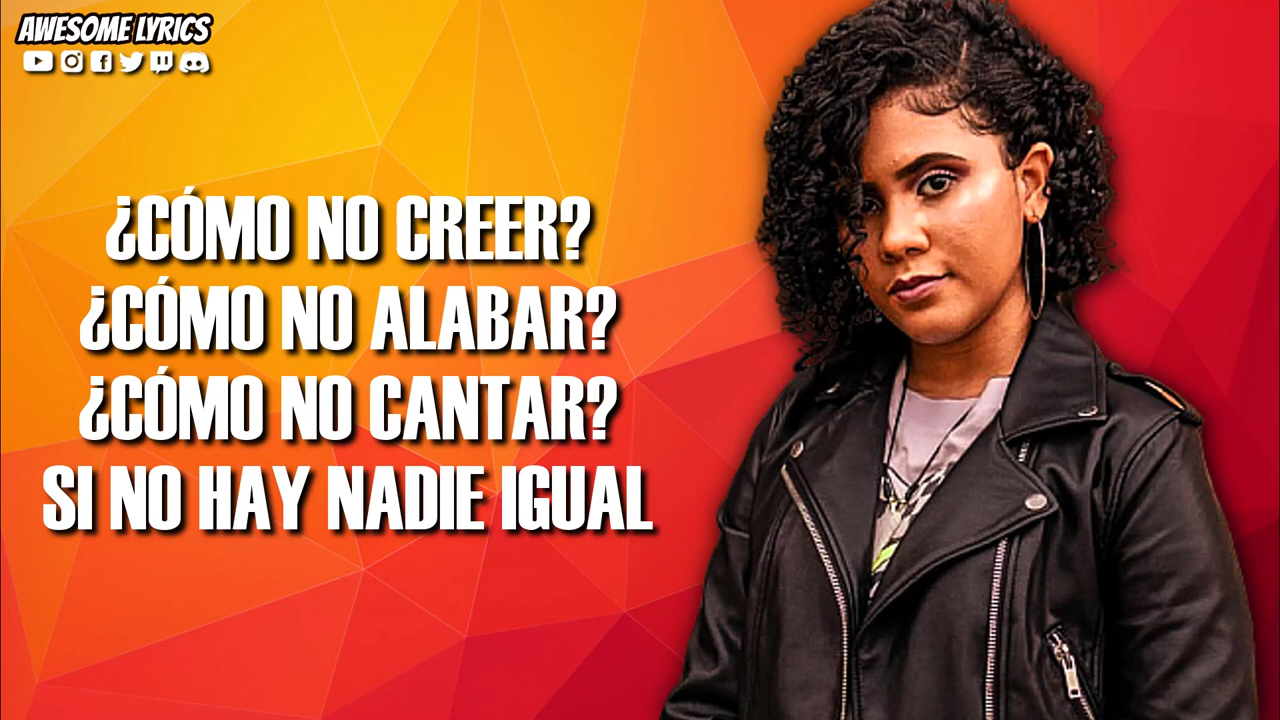 AWESOME LYRICS
¿CÓMO NO CREER?
¿CÓMO NO ALABAR?
¿CÓMO NO CANTAR?
SI NO HAY NADIE IGUAL